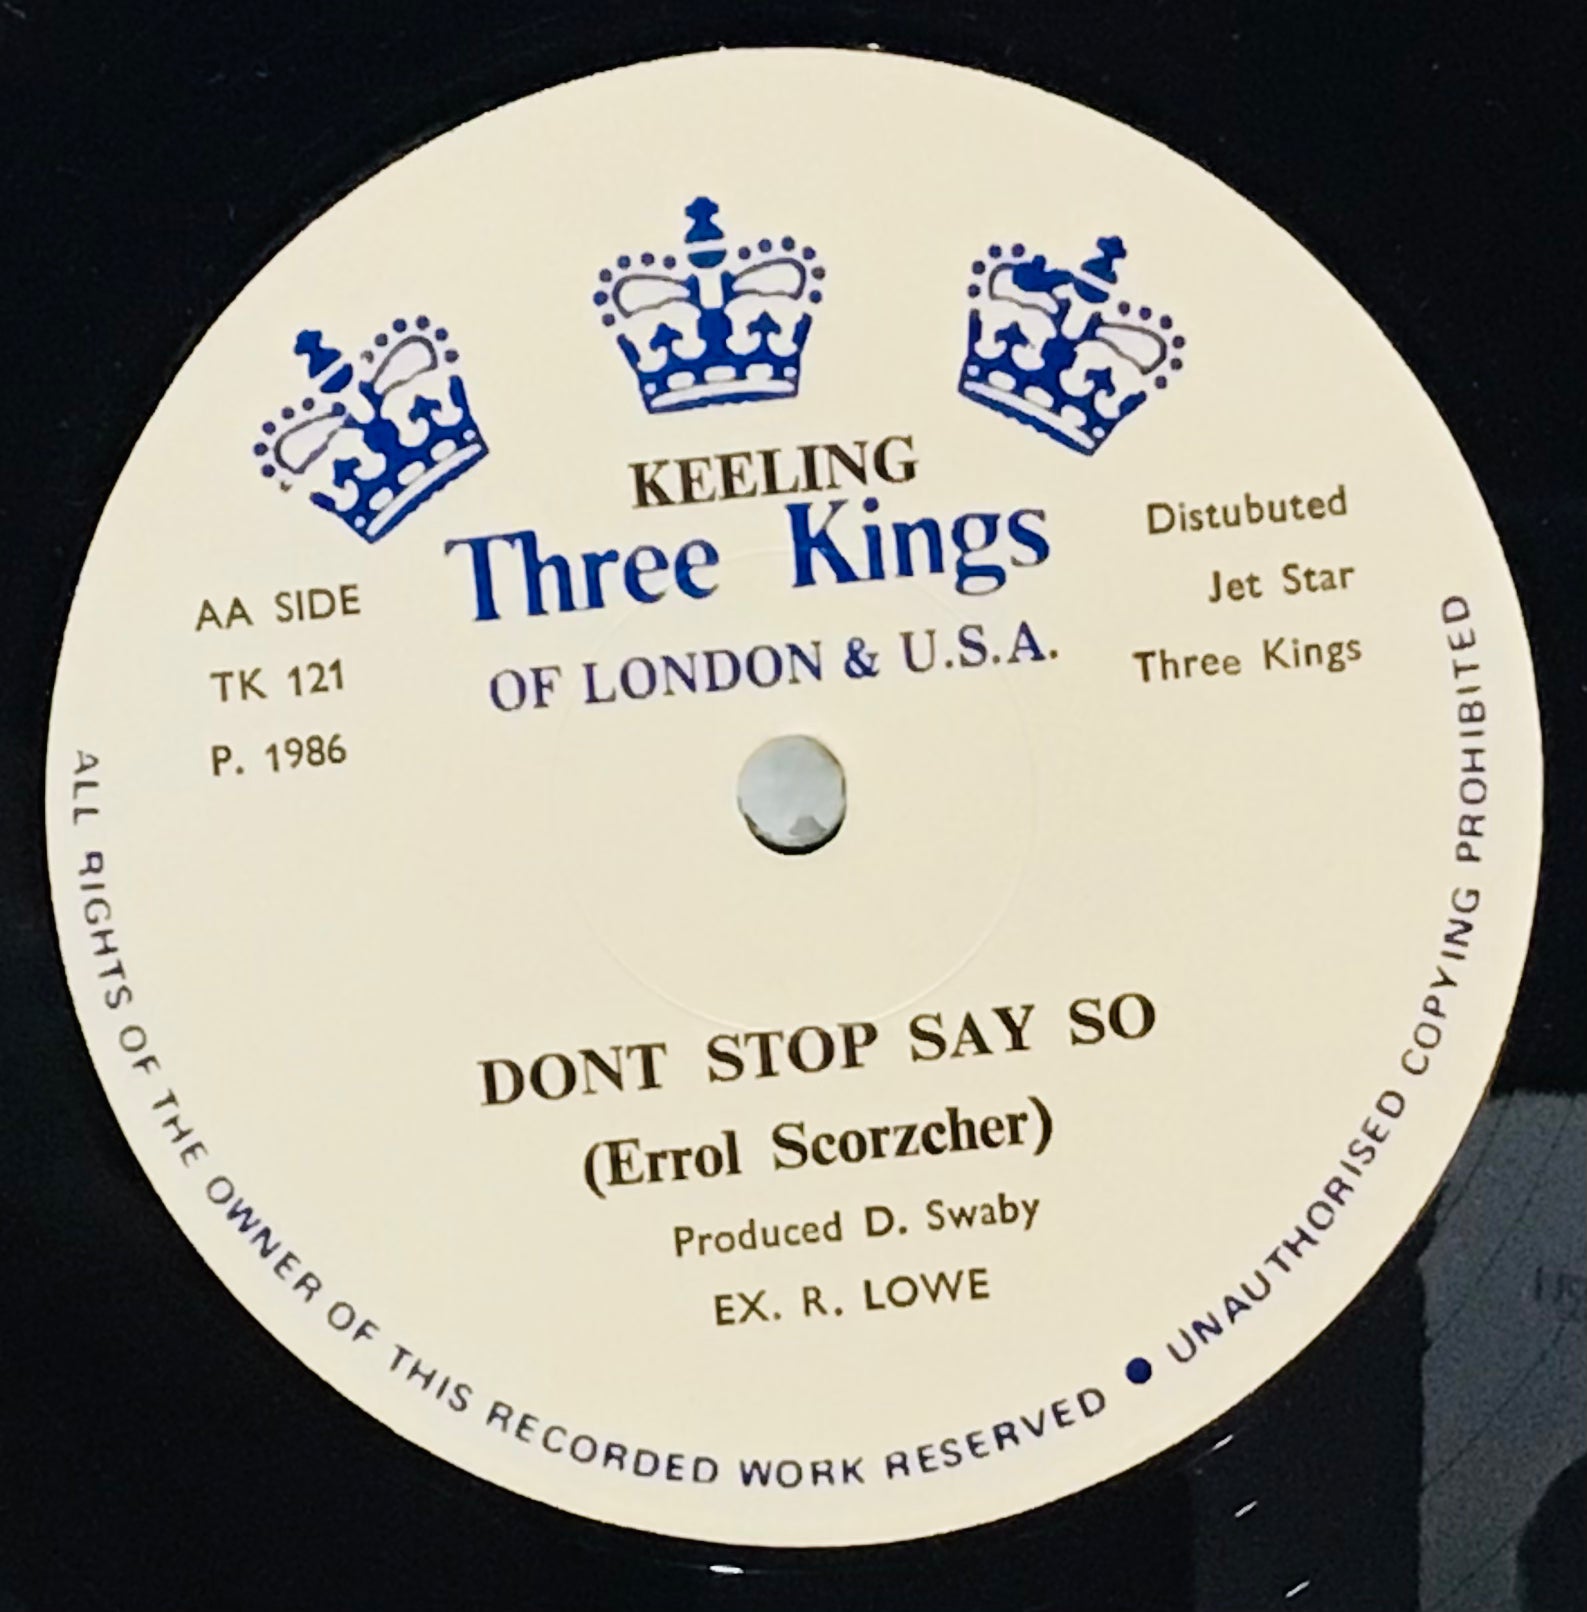 KEELING
Three Kings
OF LONDON & U.S.A.
AA SIDE
TK 121
P. 1986
Distubuted
Jet Star
Three Kings
DONT STOP SAY SO
(Errol Scorzcher)
Produced D. Swaby
EX. R. LOWE
ALL RIGHTS OF THE OWNER OF THIS RECORDED WORK RESERVED ● UNAUTHORISED COPYING PROHIBITED